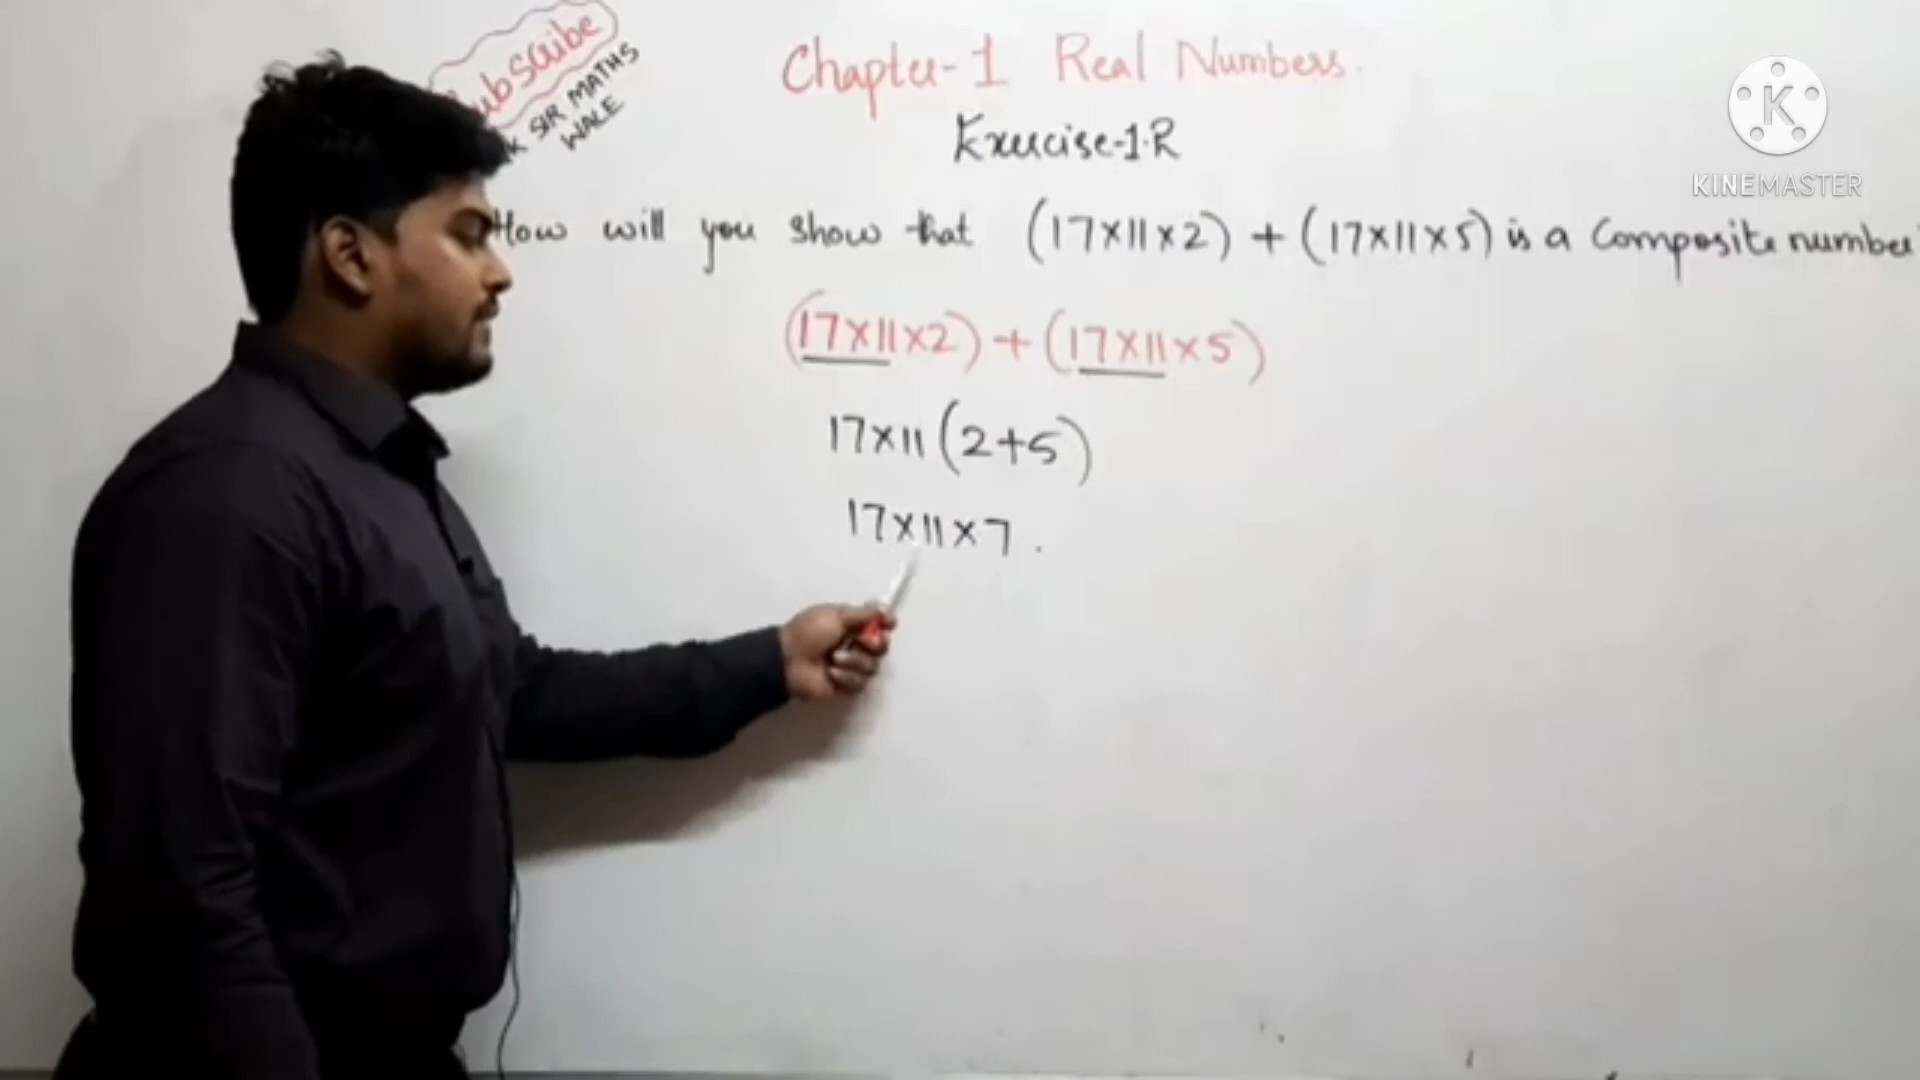 Subscribe
K SIR MATHS
WALE
Chapter-1 Real Numbers.
Exercise-1.R
KINEMASTER
How will you show that (17×11×2) + (17×11×5) is a Composite number
(17×11×2) + (17×11×5)
17×11(2+5)
17×11×7.